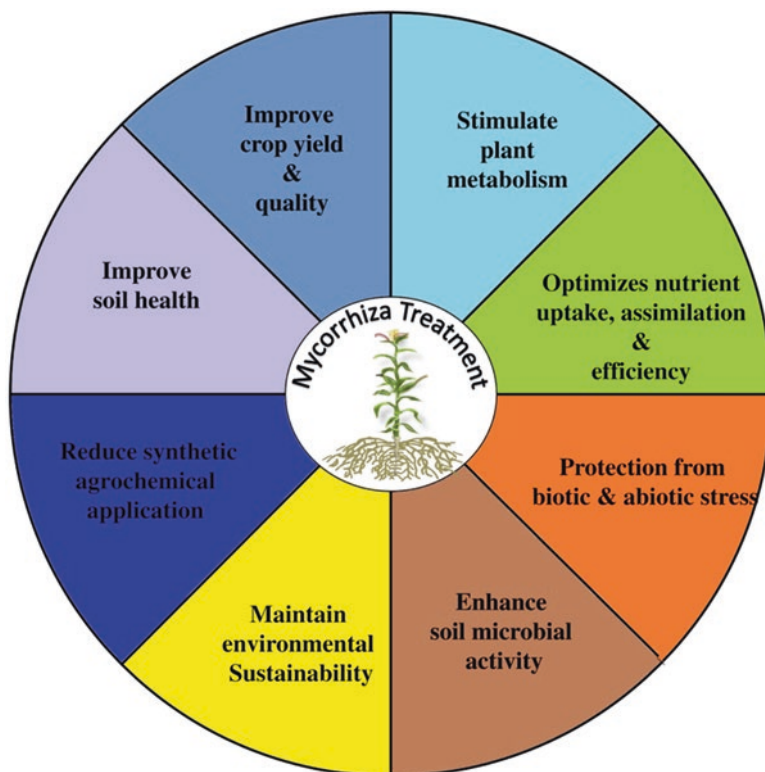 Improve
crop yield
&
quality
Stimulate
plant
metabolism
Optimizes nutrient
uptake, assimilation
&
efficiency
Protection from
biotic & abiotic stress
Enhance
soil microbial
activity
Maintain
environmental
Sustainability
Reduce synthetic
agrochemical
application
Improve
soil health
Mycorrhiza Treatment